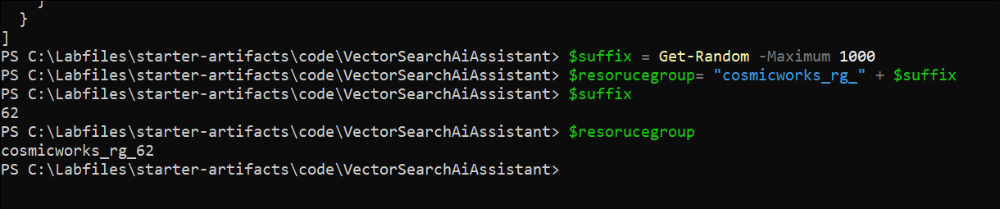 }
]
PS C:\Labfiles\starter-artifacts\code\VectorSearchAiAssistant> $suffix = Get-Random -Maximum 1000
PS C:\Labfiles\starter-artifacts\code\VectorSearchAiAssistant> $resorucegroup= "cosmicworks_rg_" + $suffix
PS C:\Labfiles\starter-artifacts\code\VectorSearchAiAssistant> $suffix
62
PS C:\Labfiles\starter-artifacts\code\VectorSearchAiAssistant> $resorucegroup
cosmicworks_rg_62
PS C:\Labfiles\starter-artifacts\code\VectorSearchAiAssistant>